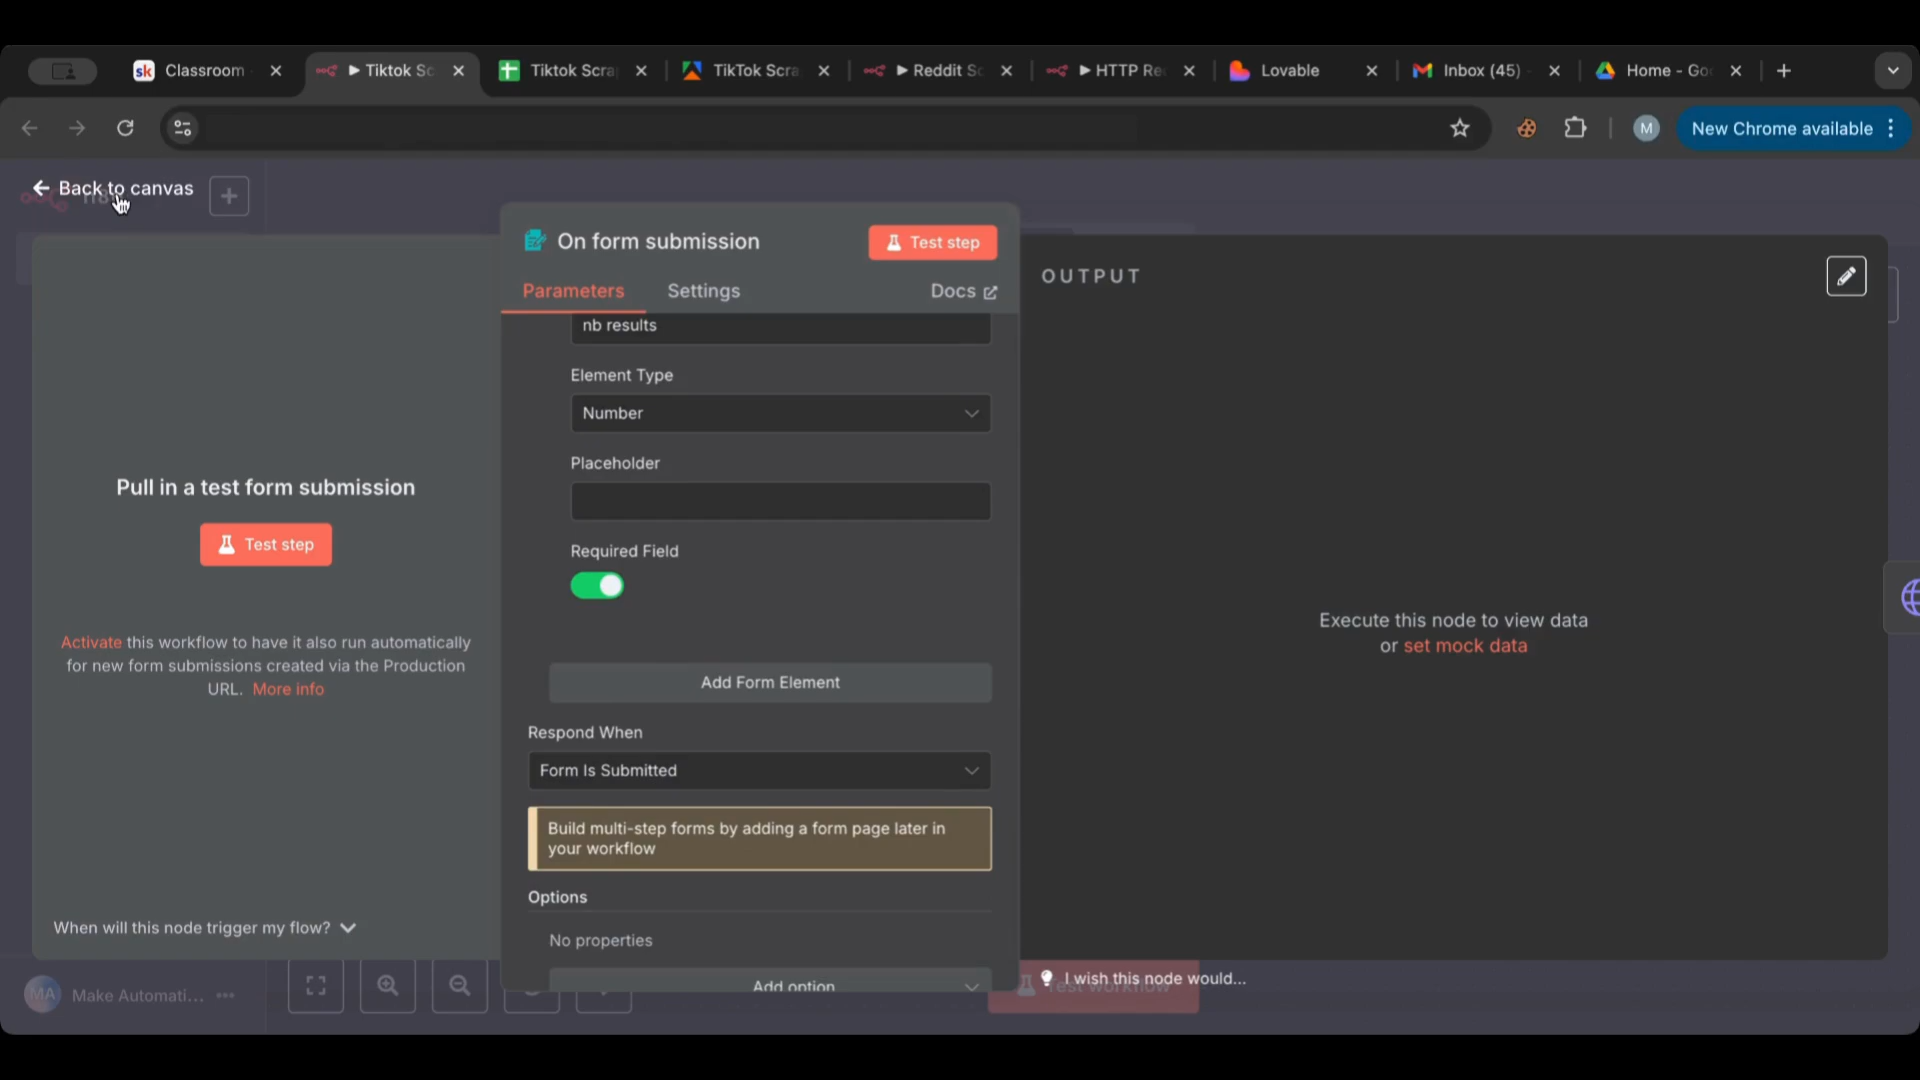 sk Classroom
Tiktok Sc
Tiktok Scra
TikTok Scra
Reddit Sc
HTTP Re
Lovable
Inbox (45)
Home - Go
M
New Chrome available
Back to canvas
On form submission
Test step
Parameters
Settings
Docs
OUTPUT
nb results
Element Type
Number
Placeholder
Required Field
Pull in a test form submission
Test step
Activate this workflow to have it also run automatically
for new form submissions created via the Production
URL. More info
Execute this node to view data
or set mock data
Add Form Element
Respond When
Form Is Submitted
Build multi-step forms by adding a form page later in
your workflow
Options
No properties
Add option
When will this node trigger my flow?
MA Make Automati...
I wish this node would...